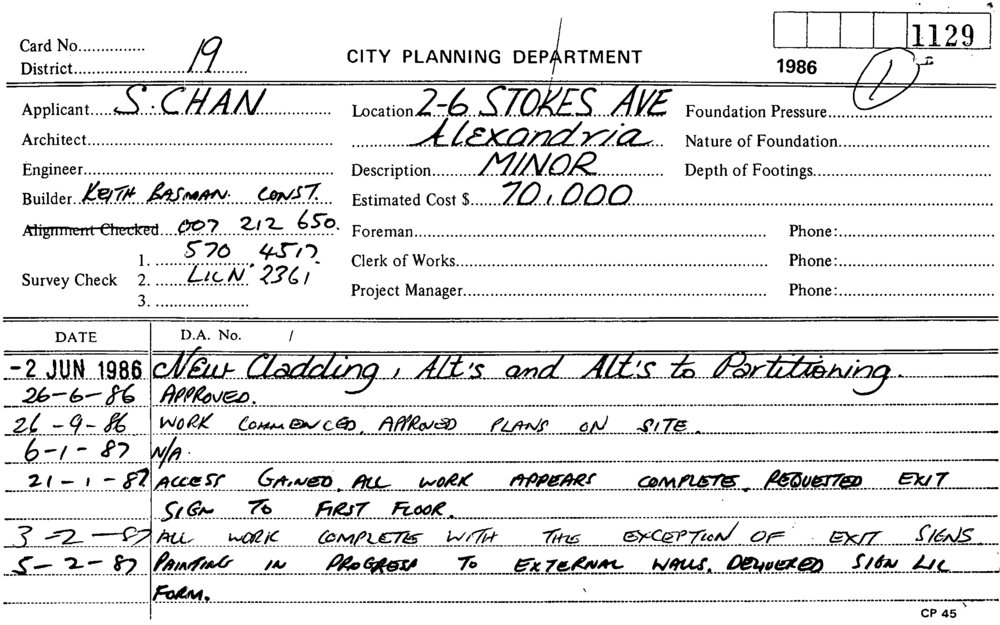 1129
Card No...............
CITY PLANNING DEPARTMENT
District 19
1986 1
Applicant S. CHAN Location 2-6 STOKES AVE Foundation Pressure
Architect Alexandria Nature of Foundation
Engineer Description MINOR Depth of Footings
Builder KEITH BASMAN. CONST. Estimated Cost $ 70,000
Alignment Checked 007 212 650. Foreman Phone:
1. 570 4517 Clerk of Works Phone:
Survey Check 2. LIC N° 2361 Project Manager Phone:
3.
DATE D.A. No. /
-2 JUN 1986 New Cladding, Alt's and Alt's to Partitioning.
26-6-86 APPROVED.
26-9-86 WORK COMMENCED. APPROVED PLANS ON SITE.
6-1-87 N/A.
21-1-87 ACCESS GAINED. ALL WORK APPEARS COMPLETE. REQUESTED EXIT
SIGN TO FIRST FLOOR.
3-2-87 ALL WORK COMPLETE WITH THE EXCEPTION OF EXIT SIGNS
5-2-87 PAINTING IN PROGRESS TO EXTERNAL WALLS. DELIVERED SIGN LIC
FORM.
CP 45